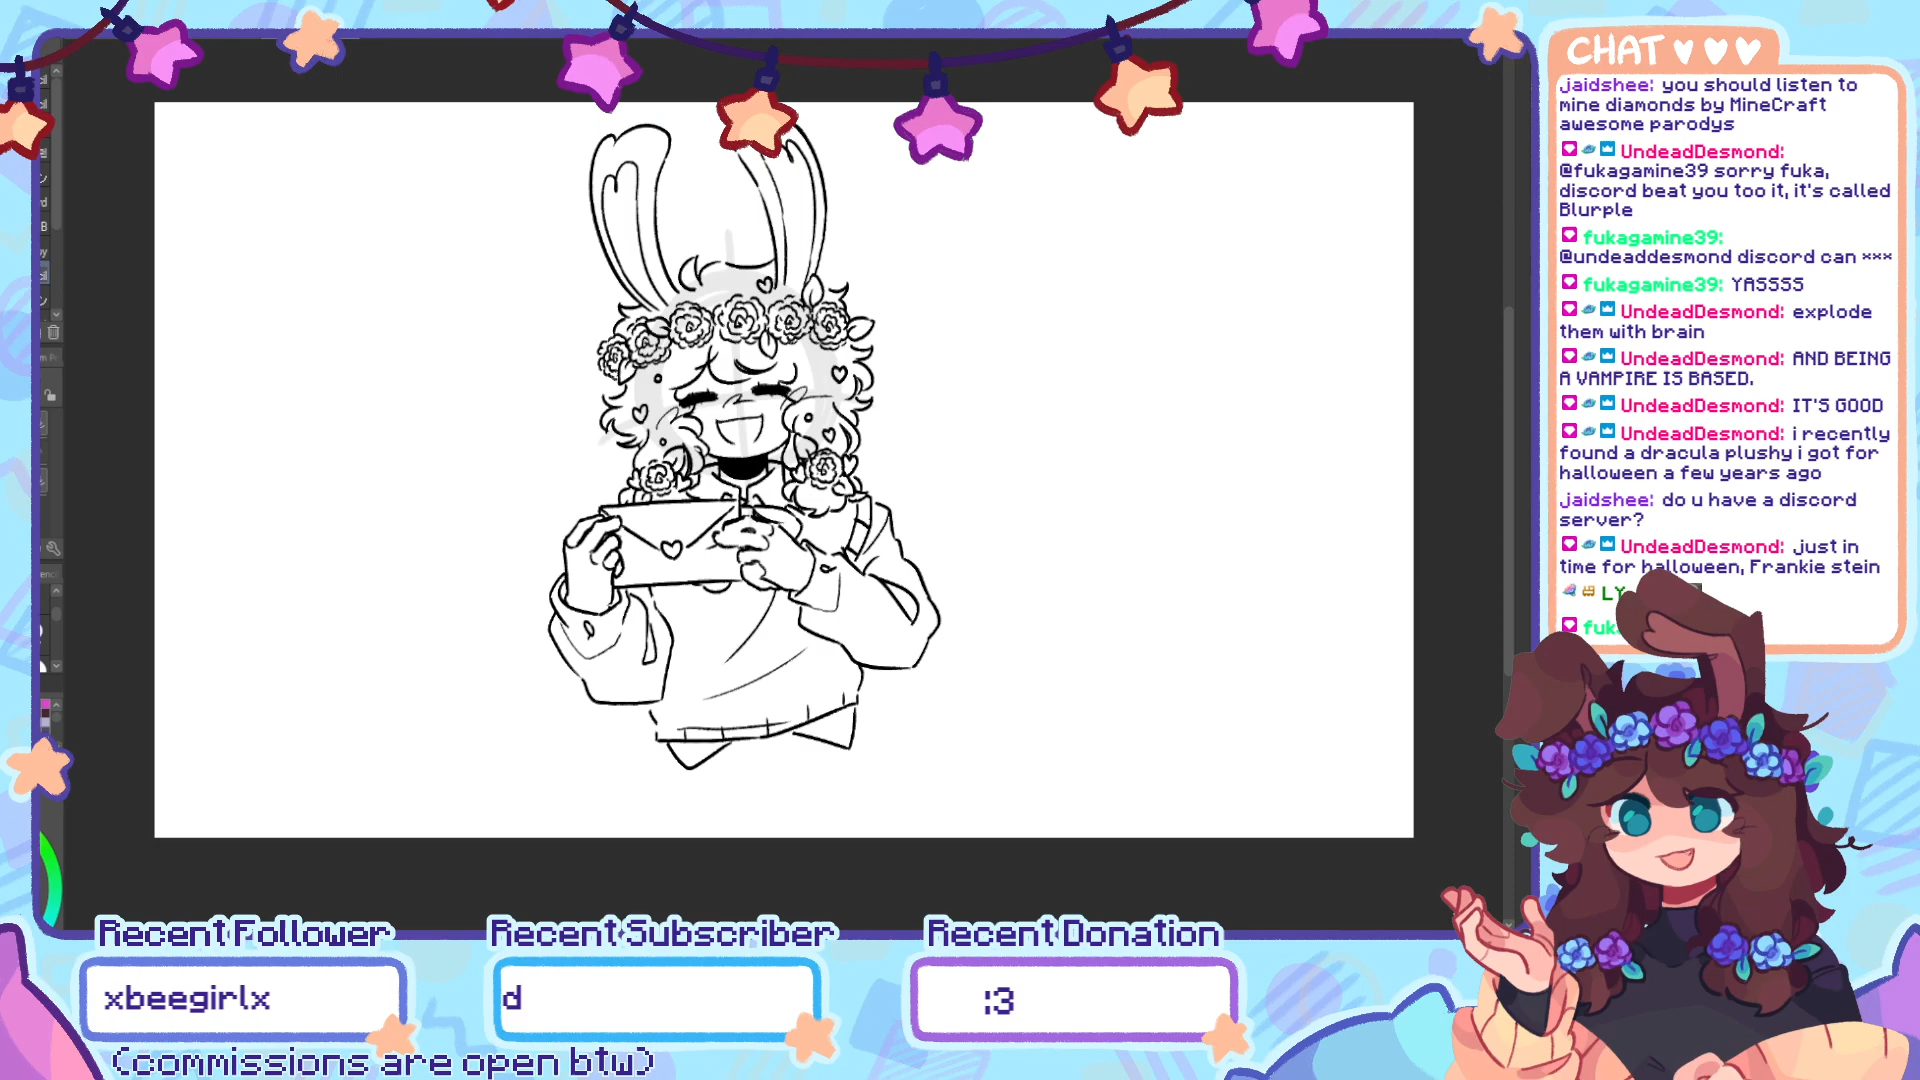 CHAT
jaidshee: you should listen to
mine diamonds by MineCraft
awesome parodys
UndeadDesmond:
@fukagamine39 sorry fuka,
discord beat you too it, it's called
Blurple
fukagamine39:
@undeaddesmond discord can ***
fukagamine39: YASSSS
UndeadDesmond: explode
them with brain
UndeadDesmond: AND BEING
A VAMPIRE IS BASED.
UndeadDesmond: IT'S GOOD
UndeadDesmond: i recently
found a dracula plushy i got for
halloween a few years ago
jaidshee: do u have a discord
server?
UndeadDesmond: just in
time for halloween, Frankie stein
Recent Follower
xbeegirlx
Recent Subscriber
d
Recent Donation
:3
(commissions are open btw)